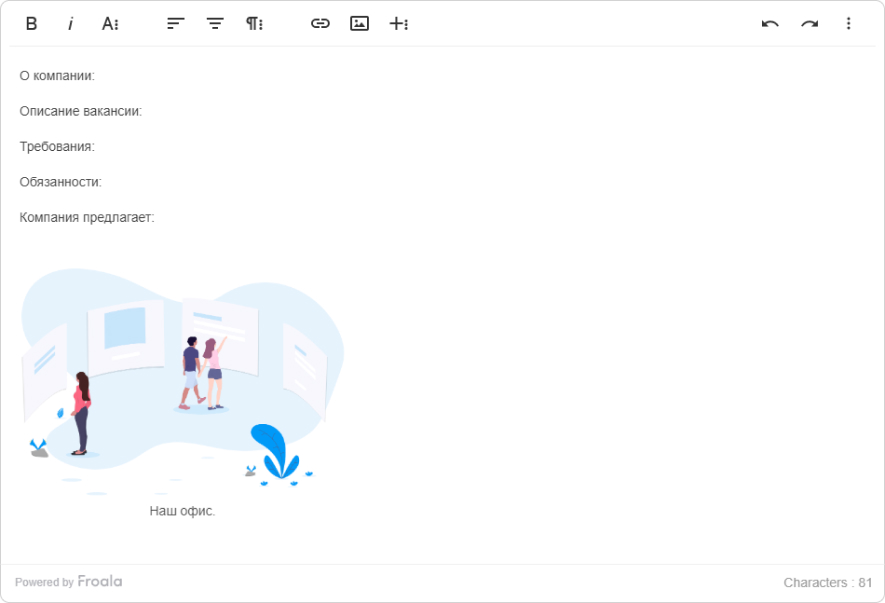 О компании:
Описание вакансии:
Требования:
Обязанности:
Компания предлагает:
Наш офис.
Powered by Froala
Characters : 81